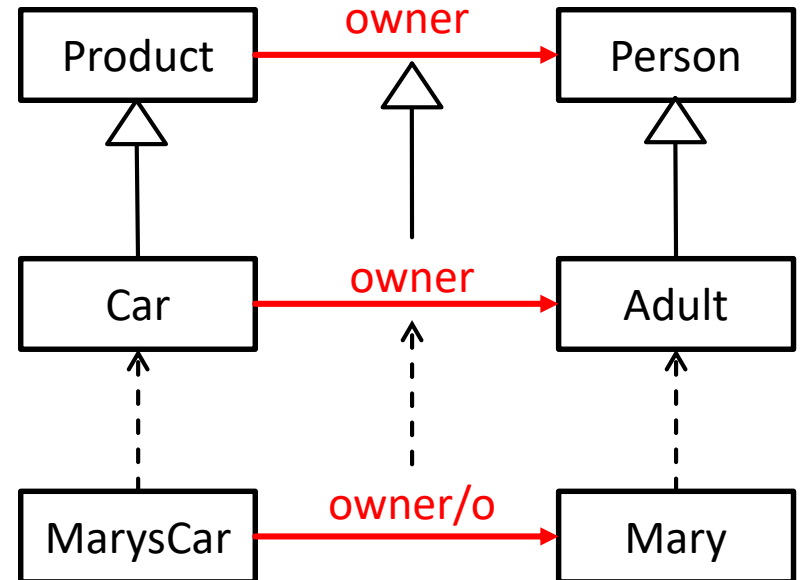 owner
Product
Person
owner
Car
Adult
owner/o
MarysCar
Mary